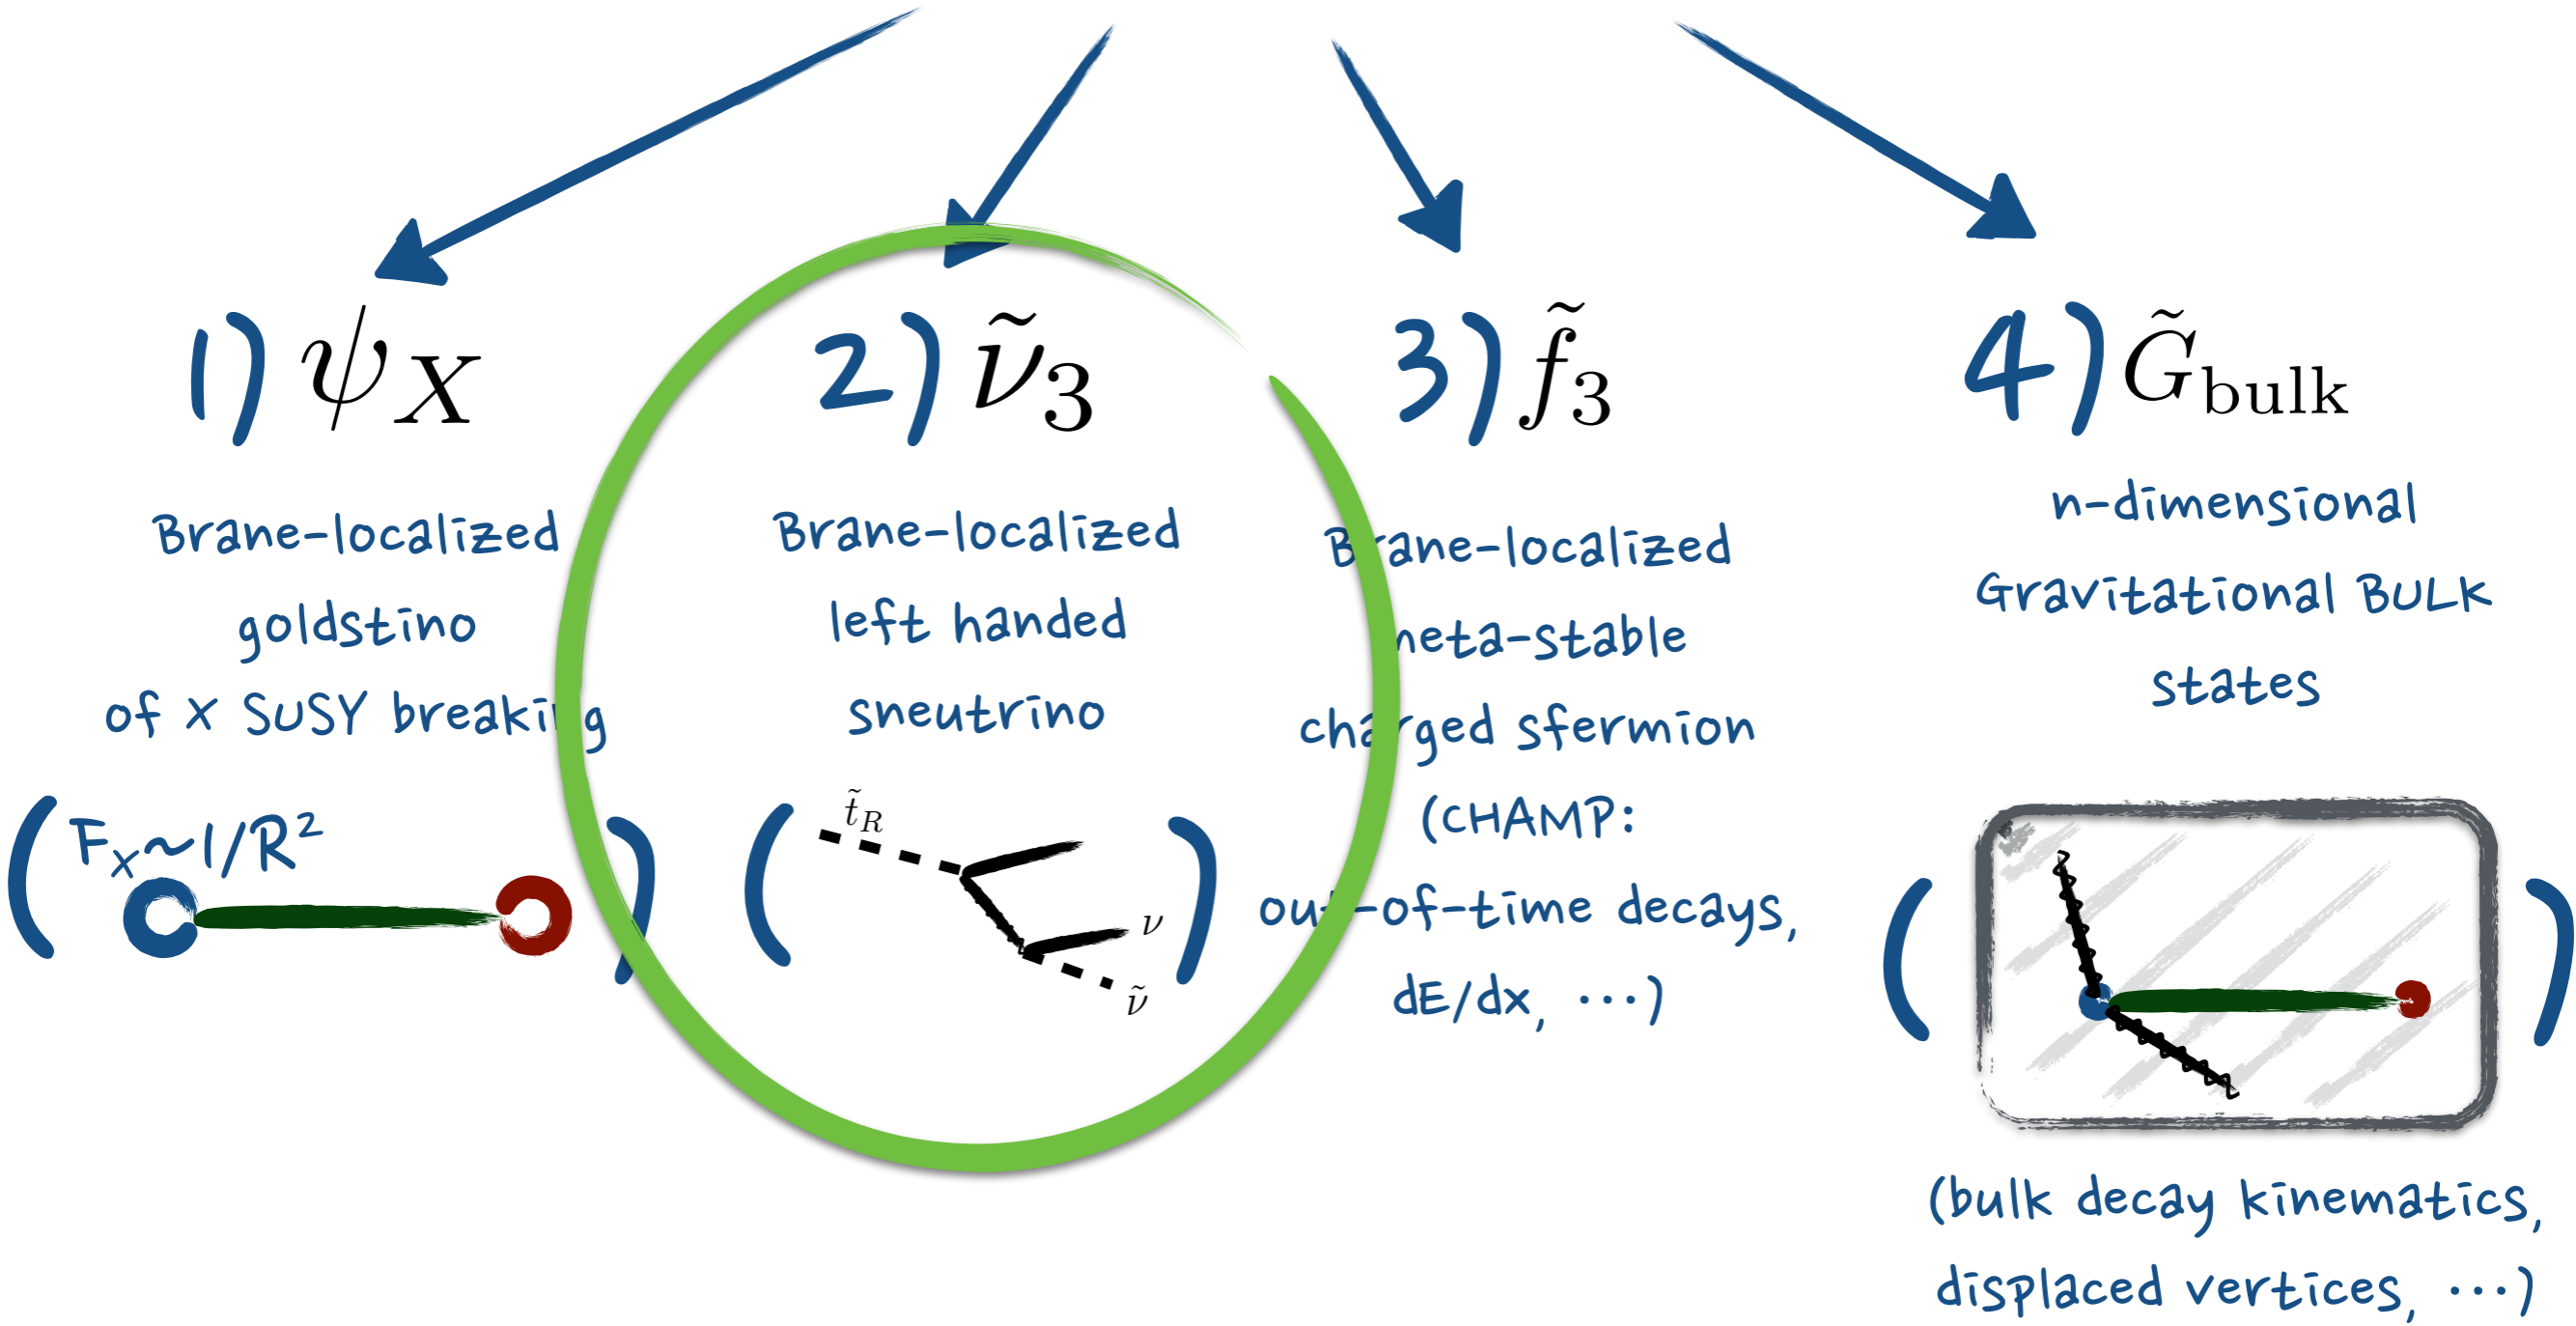 1) ψ_X
Brane-localized
goldstino
of X SUSY breaking
F_X~1/R²
2) ν̃₃
Brane-localized
left handed
sneutrino
t̃_R
ν
ν̃
3) f̃₃
Brane-localized
meta-stable
charged sfermion
(CHAMP:
out-of-time decays,
dE/dx, ...)
4) G̃_bulk
n-dimensional
Gravitational BULK
states
(bulk decay kinematics,
displaced vertices, ...)